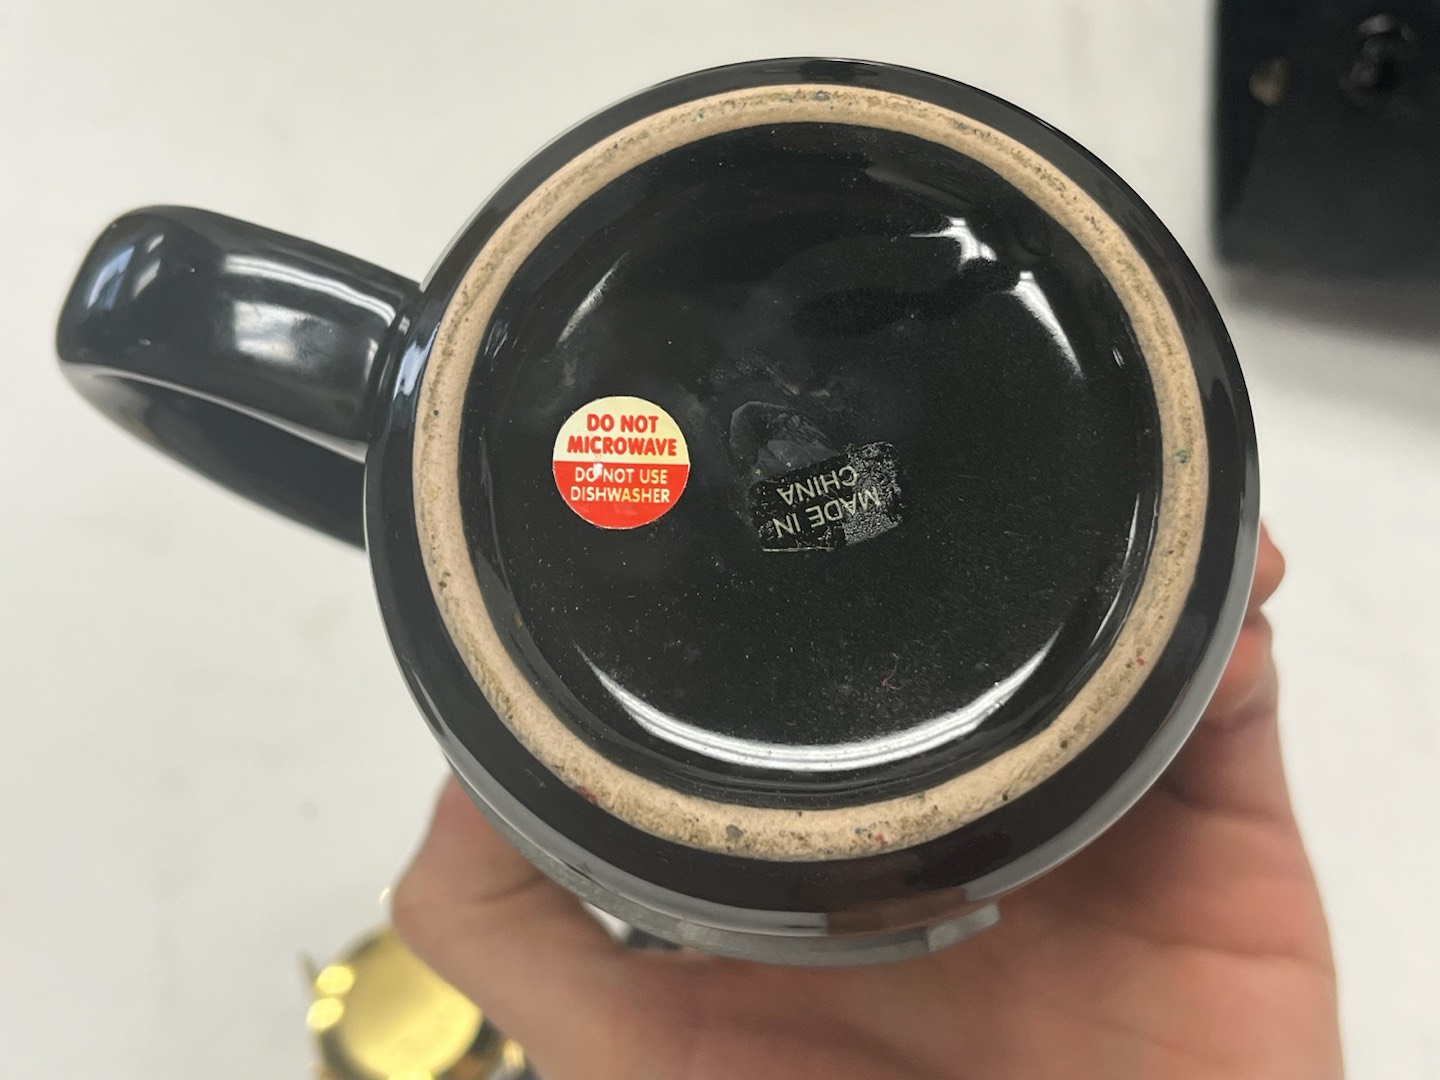 DO NOT
MICROWAVE
DO NOT USE
DISHWASHER
MADE IN
CHINA